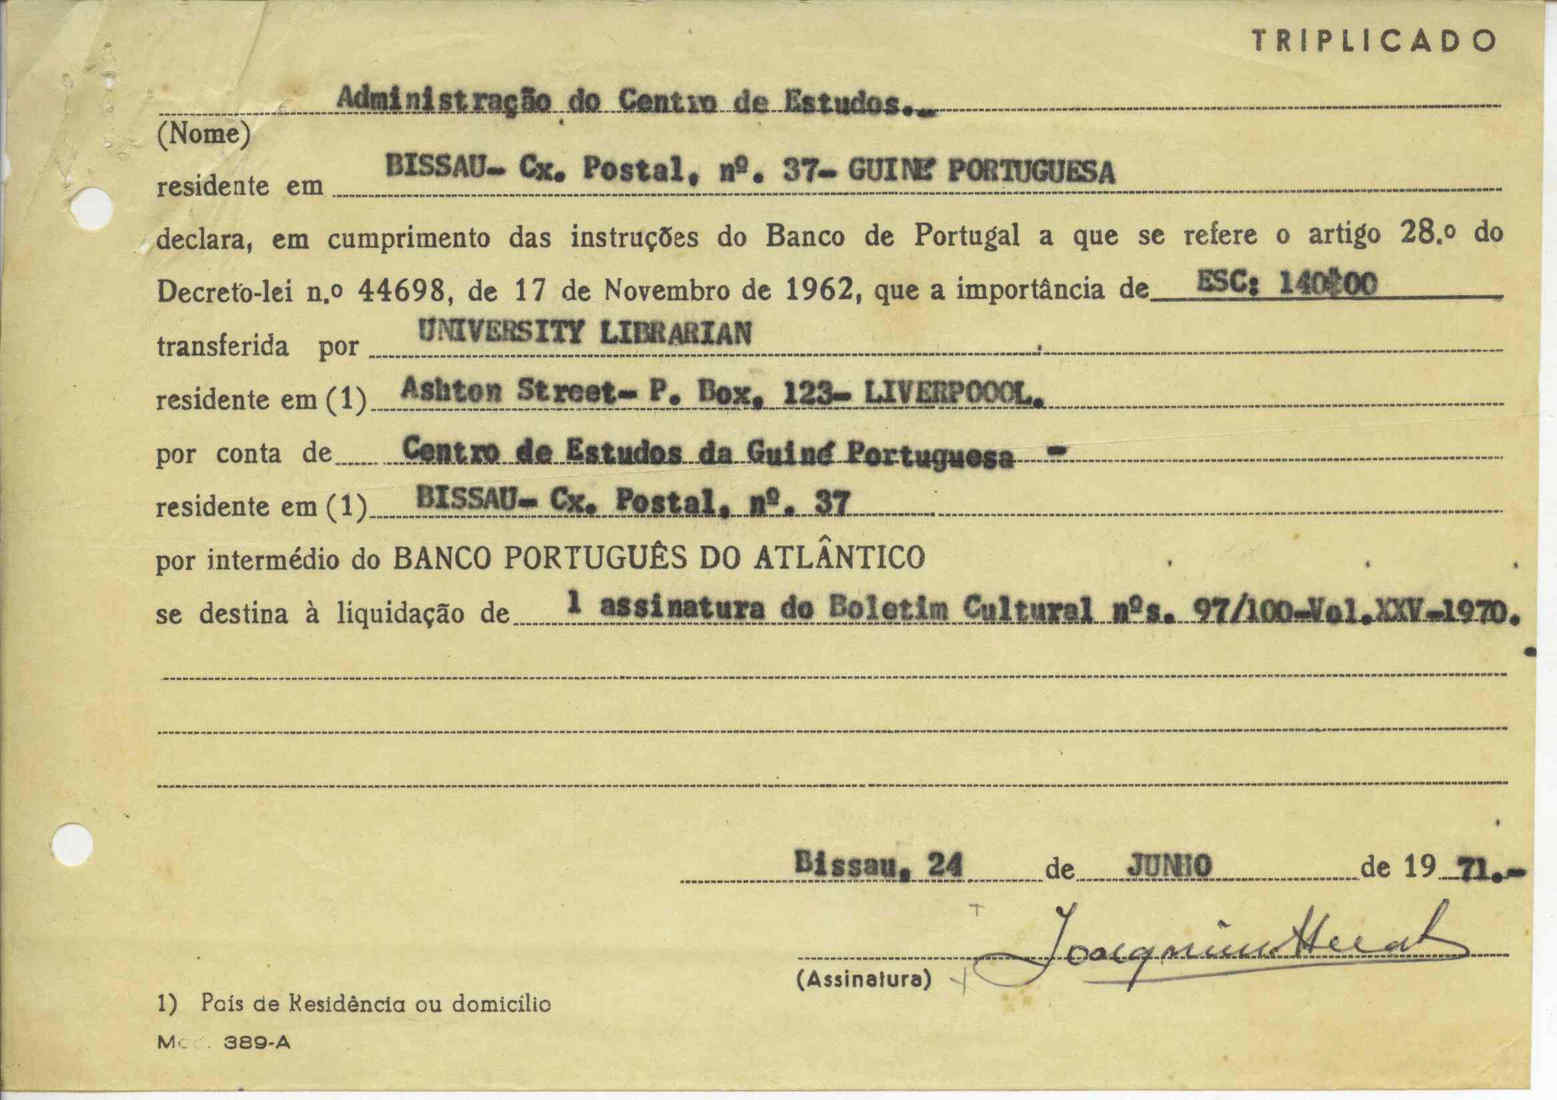 TRIPLICADO
Administração do Centro de Estudos.-
(Nome)
residente em BISSAU- Cx. Postal, nº. 37- GUINÉ PORTUGUESA
declara, em cumprimento das instruções do Banco de Portugal a que se refere o artigo 28.º do
Decreto-lei n.º 44698, de 17 de Novembro de 1962, que a importância de ESC: 140$00
transferida por UNIVERSITY LIBRARIAN
residente em (1) Ashton Street- P. Box, 123- LIVERPOOOL.
por conta de Centro de Estudos da Guiné Portuguesa -
residente em (1) BISSAU- Cx. Postal, nº. 37
por intermédio do BANCO PORTUGUÊS DO ATLÂNTICO
se destina à liquidação de 1 assinatura do Boletim Cultural nºs. 97/100-Vol.XXV-1970.
Bissau, 24 de JUNHO de 1971.-
(Assinatura)
1) País de Residência ou domicílio
Mod. 389-A